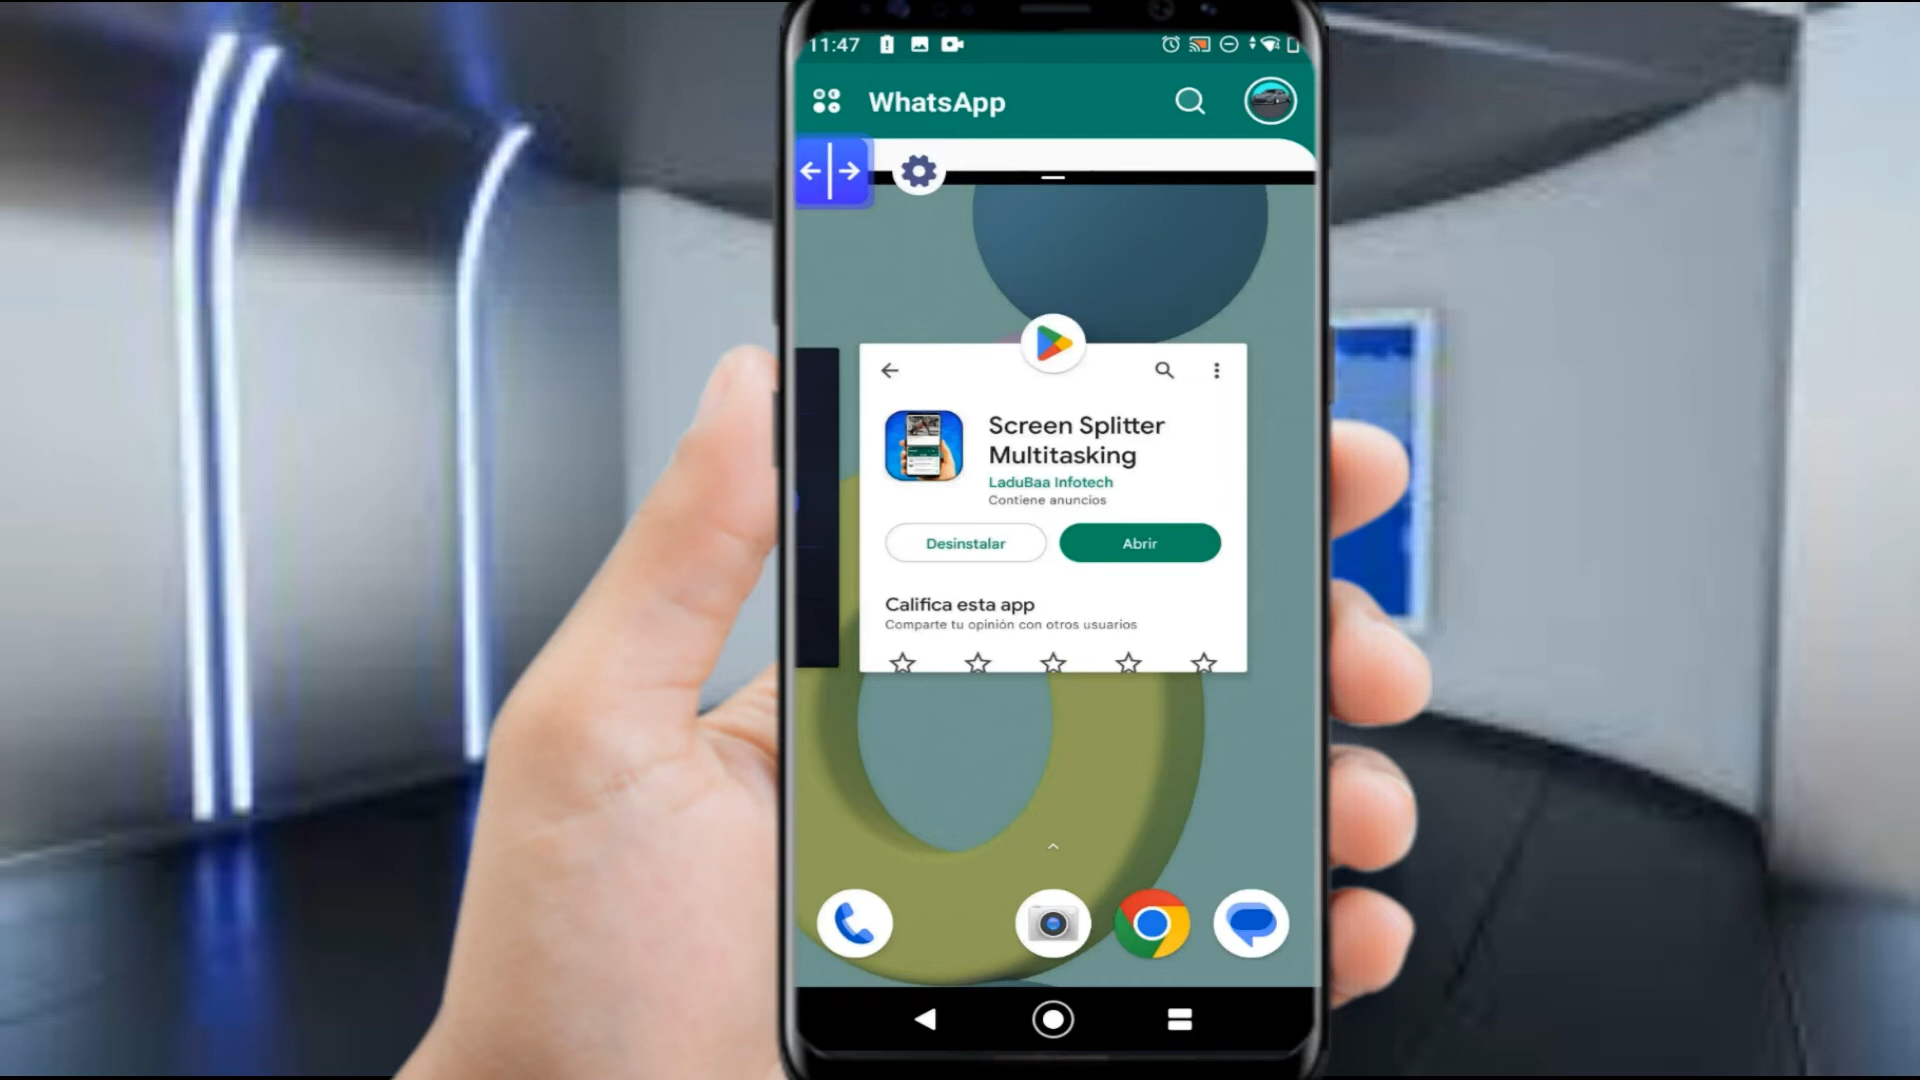 11:47
WhatsApp
Screen Splitter
Multitasking
LaduBaa Infotech
Contiene anuncios
Desinstalar
Abrir
Califica esta app
Comparte tu opinión con otros usuarios